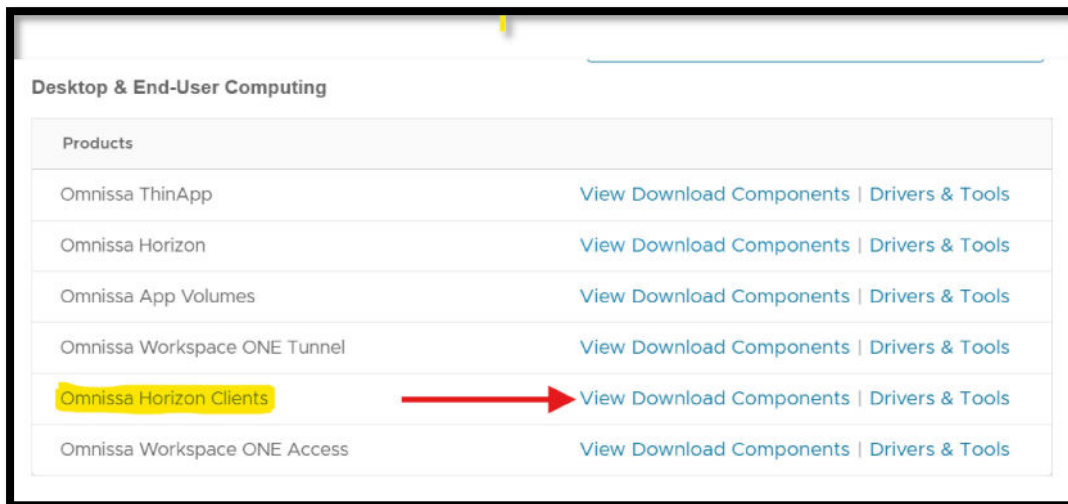 Desktop & End-User Computing
Products
Omnissa ThinApp View Download Components | Drivers & Tools
Omnissa Horizon View Download Components | Drivers & Tools
Omnissa App Volumes View Download Components | Drivers & Tools
Omnissa Workspace ONE Tunnel View Download Components | Drivers & Tools
Omnissa Horizon Clients View Download Components | Drivers & Tools
Omnissa Workspace ONE Access View Download Components | Drivers & Tools